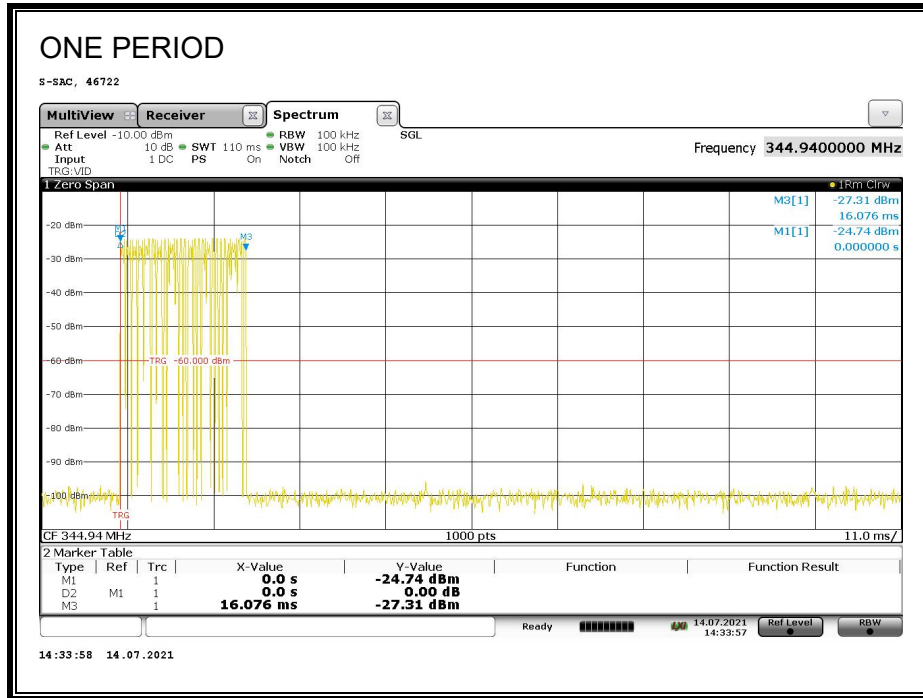 ONE PERIOD
S-SAC, 46722
MultiView Receiver Spectrum
Ref Level -10.00 dBm RBW 100 kHz SGL
Att 10 dB SWT 110 ms VBW 100 kHz Frequency 344.9400000 MHz
Input 1 DC PS On Notch Off
TRG:VID
1 Zero Span 1Rm Clrw
M3[1] -27.31 dBm
16.076 ms
M1[1] -24.74 dBm
0.000000 s
-20 dBm
M3
-30 dBm
-40 dBm
-50 dBm
-60 dBm TRG -60.000 dBm
-70 dBm
-80 dBm
-90 dBm
-100 dBm
TRG
CF 344.94 MHz 1000 pts 11.0 ms/
2 Marker Table
Type Ref Trc X-Value Y-Value Function Function Result
M1 1 0.0 s -24.74 dBm
D2 M1 1 0.0 s 0.00 dB
M3 1 16.076 ms -27.31 dBm
Ready LXI 14.07.2021 Ref Level RBW
14:33:57
14:33:58 14.07.2021